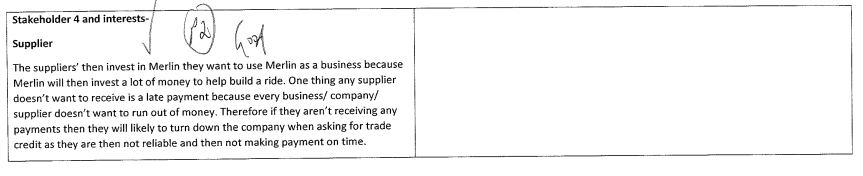 Stakeholder 4 and interests-
P2
Good
Supplier
The suppliers' then invest in Merlin they want to use Merlin as a business because
Merlin will then invest a lot of money to help build a ride. One thing any supplier
doesn't want to receive is a late payment because every business/ company/
supplier doesn't want to run out of money. Therefore if they aren't receiving any
payments then they will likely to turn down the company when asking for trade
credit as they are then not reliable and then not making payment on time.